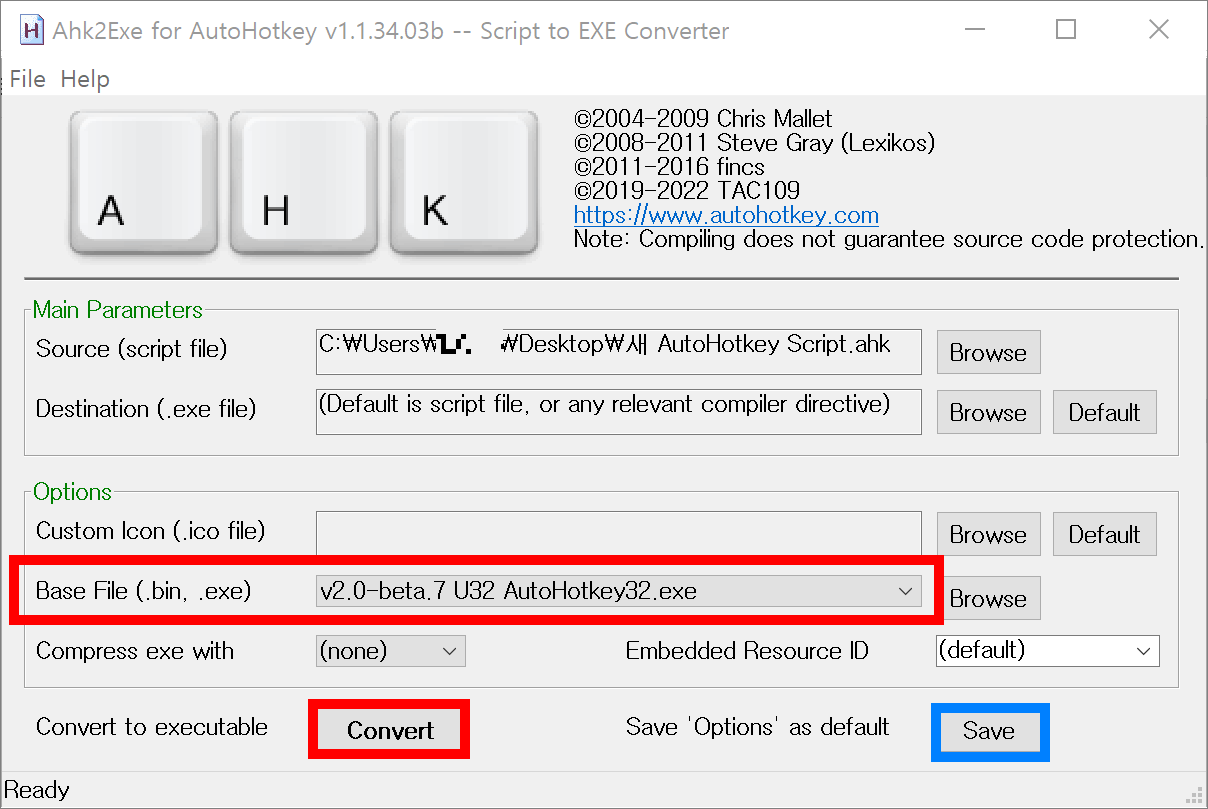 Ahk2Exe for AutoHotkey v1.1.34.03b -- Script to EXE Converter
File Help
A H K
©2004-2009 Chris Mallet
©2008-2011 Steve Gray (Lexikos)
©2011-2016 fincs
©2019-2022 TAC109
https://www.autohotkey.com
Note: Compiling does not guarantee source code protection.
Main Parameters
Source (script file) C:₩Users₩ ₩Desktop₩새 AutoHotkey Script.ahk Browse
Destination (.exe file) (Default is script file, or any relevant compiler directive) Browse Default
Options
Custom Icon (.ico file) Browse Default
Base File (.bin, .exe) v2.0-beta.7 U32 AutoHotkey32.exe Browse
Compress exe with (none) Embedded Resource ID (default)
Convert to executable Convert Save 'Options' as default Save
Ready